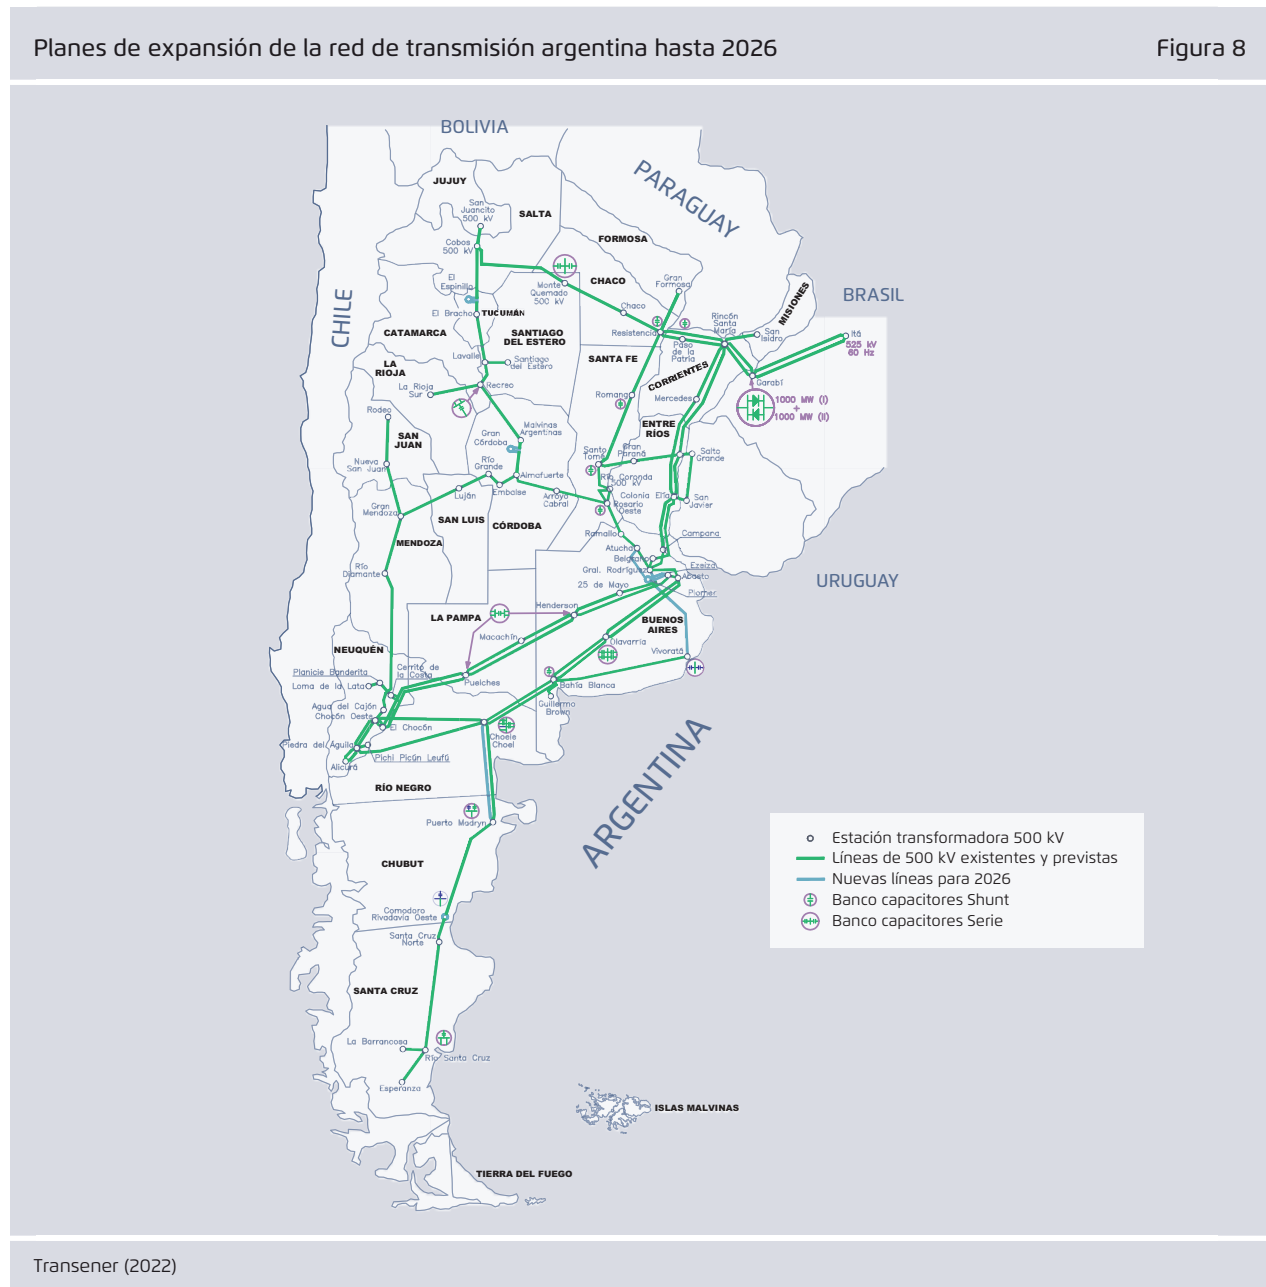 Planes de expansión de la red de transmisión argentina hasta 2026
Figura 8
BOLIVIA
PARAGUAY
BRASIL
CHILE
URUGUAY
ARGENTINA
JUJUY
San
Juancito
500 kV
SALTA
Cobos
500 kV
FORMOSA
CHACO
Gran
Formosa
El
Espinillo
Monte
Quemado
500 kV
Chaco
MISIONES
El Bracho
TUCUMÁN
CATAMARCA
SANTIAGO
DEL ESTERO
Resistencia
Rincón
Santa
María
San
Isidro
Itá
525 kV
60 Hz
Paso
de la
Patria
Lavalle
Santiago
del Estero
SANTA FE
LA
RIOJA
La Rioja
Sur
Recreo
CORRIENTES
Garabí
Romang
Mercedes
1000 MW (I)
+
1000 MW (II)
Rodeo
SAN
JUAN
Gran
Córdoba
Malvinas
Argentinas
ENTRE
RÍOS
Nueva
San Juan
Río
Grande
Santo
Tomé
Gran
Paraná
Salto
Grande
Almafuerte
Embalse
Luján
Arroyo
Cabral
Río Coronda
500 kV
Colonia Elía
San
Javier
Rosario
Oeste
Gran
Mendoza
SAN LUIS
CÓRDOBA
MENDOZA
Ramallo
Campana
Atucha
Belgrano
Río
Diamante
Gral. Rodríguez
Ezeiza
Abasto
25 de Mayo
Plomer
Henderson
LA PAMPA
BUENOS
AIRES
Macachín
Olavarría
Vivoratá
NEUQUÉN
Planicie Banderita
Cerrito de
la Costa
Loma de la Lata
Puelches
Bahía Blanca
Agua del Cajón
Chocón Oeste
Guillermo
Brown
El Chocón
Choele
Choel
Piedra del Águila
Pichi Picún Leufú
Alicurá
RÍO NEGRO
Puerto Madryn
CHUBUT
Comodoro
Rivadavia Oeste
Santa Cruz
Norte
SANTA CRUZ
La Barrancosa
Río Santa Cruz
Esperanza
ISLAS MALVINAS
TIERRA DEL FUEGO
Estación transformadora 500 kV
Líneas de 500 kV existentes y previstas
Nuevas líneas para 2026
Banco capacitores Shunt
Banco capacitores Serie
Transener (2022)